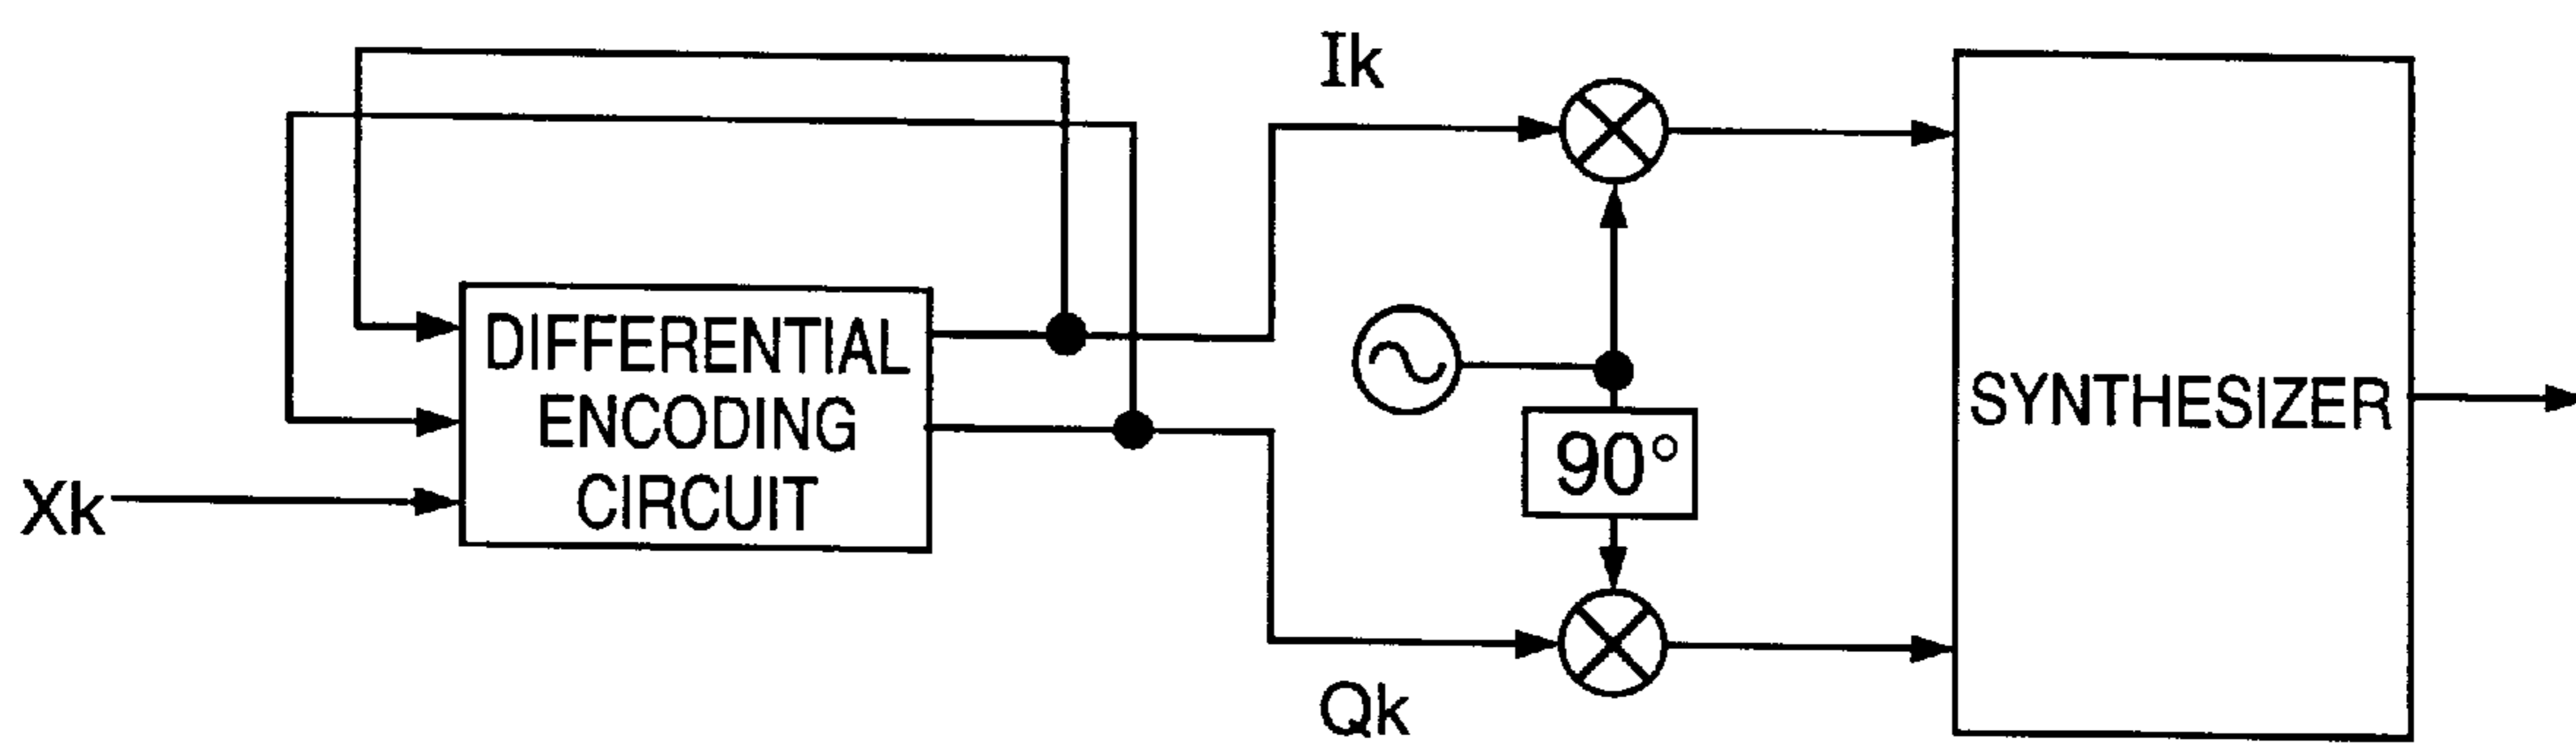 Ik
DIFFERENTIAL
ENCODING
CIRCUIT
Xk
90°
SYNTHESIZER
Qk